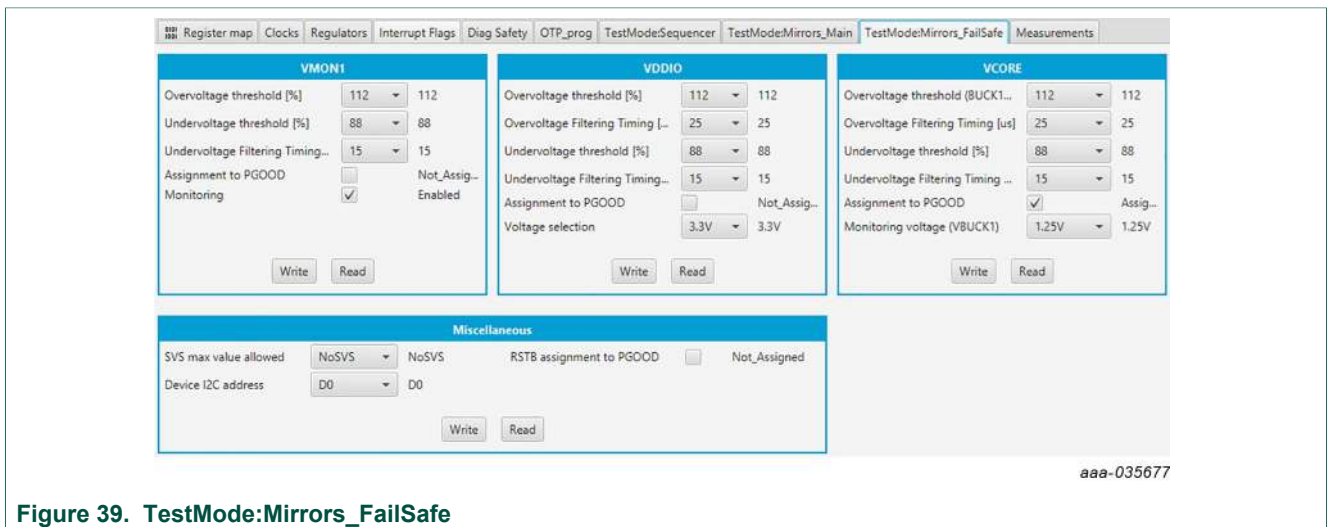 Register map Clocks Regulators Interrupt Flags Diag Safety OTP_prog TestMode:Sequencer TestMode:Mirrors_Main TestMode:Mirrors_FailSafe Measurements
VMON1
Overvoltage threshold [%] 112 112
Undervoltage threshold [%] 88 88
Undervoltage Filtering Timing... 15 15
Assignment to PGOOD Not_Assig...
Monitoring Enabled
Write Read
VDDIO
Overvoltage threshold [%] 112 112
Overvoltage Filtering Timing [... 25 25
Undervoltage threshold [%] 88 88
Undervoltage Filtering Timing... 15 15
Assignment to PGOOD Not_Assig...
Voltage selection 3.3V 3.3V
Write Read
VCORE
Overvoltage threshold (BUCK1... 112 112
Overvoltage Filtering Timing [us] 25 25
Undervoltage threshold [%] 88 88
Undervoltage Filtering Timing ... 15 15
Assignment to PGOOD Assig...
Monitoring voltage (VBUCK1) 1.25V 1.25V
Write Read
Miscellaneous
SVS max value allowed NoSVS NoSVS RSTB assignment to PGOOD Not_Assigned
Device I2C address D0 D0
Write Read
aaa-035677
Figure 39. TestMode:Mirrors_FailSafe